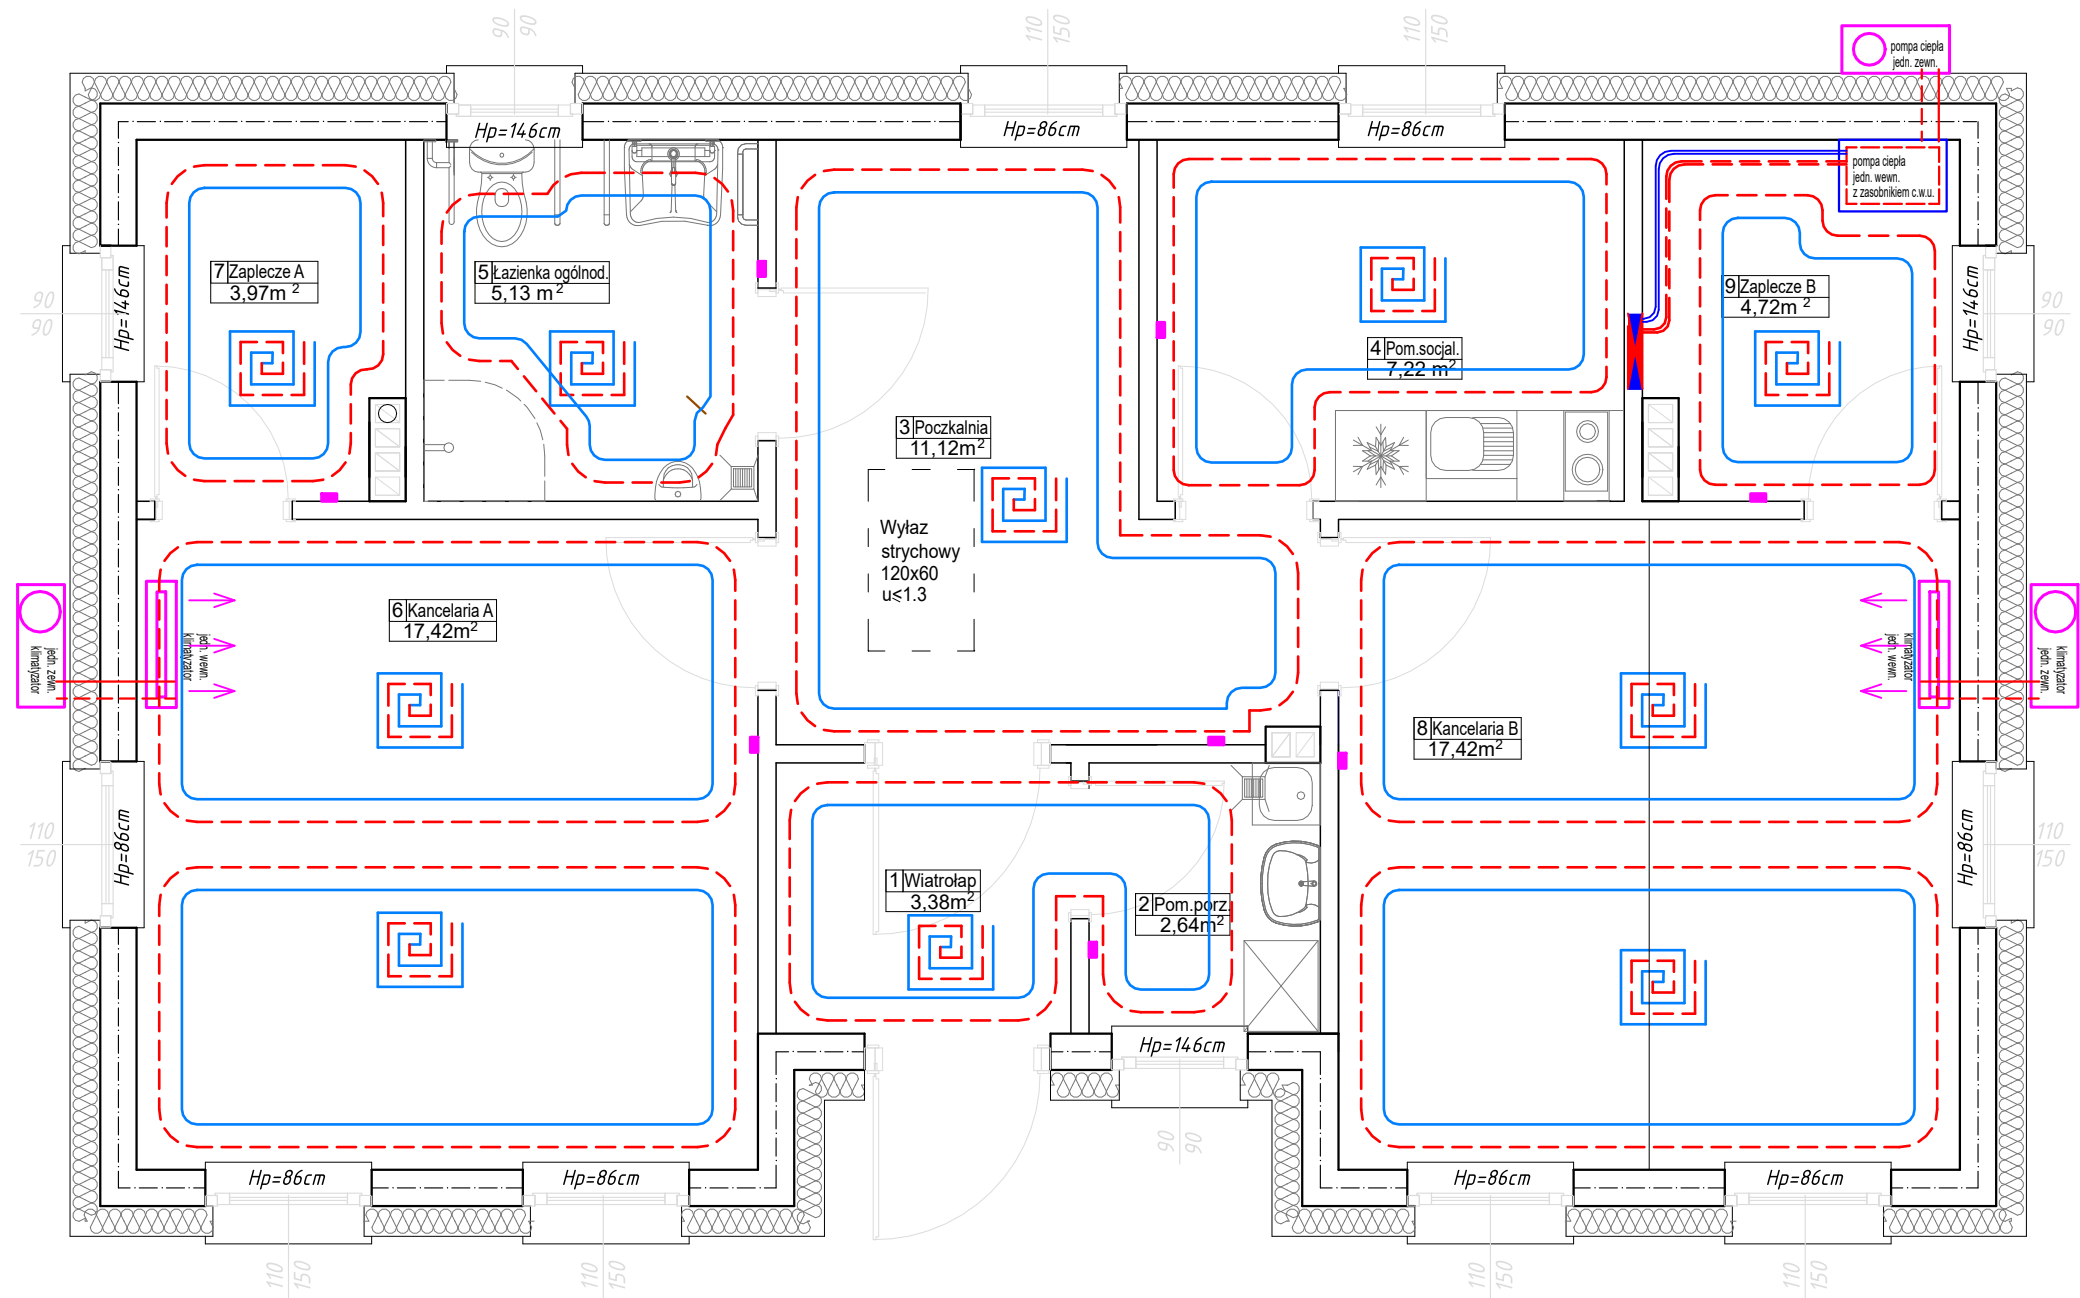 90
90
110
150
110
150
pompa ciepła
jedn. zewn.
Hp=146cm
Hp=86cm
Hp=86cm
pompa ciepła
jedn. wewn.
z zasobnikiem c.w.u.
7 Zaplecze A
3,97m 2
5 Łazienka ogólnod.
5,13 m2
9 Zaplecze B
4,72m 2
90
90
Hp=146cm
Hp=146cm
90
90
4 Pom.socjal.
7,22 m2
3 Poczkalnia
11,12m2
Wyłaz
strychowy
120x60
u≤1.3
6 Kancelaria A
17,42m2
jedn. zewn.
klimatyzator
jedn. wewn.
klimatyzator
klimatyzator
jedn. wewn.
klimatyzator
jedn. zewn.
8 Kancelaria B
17,42m2
110
150
Hp=86cm
Hp=86cm
110
150
1 Wiatrołap
3,38m2
2 Pom.porz.
2,64m2
Hp=146cm
90
90
Hp=86cm
Hp=86cm
Hp=86cm
Hp=86cm
110
150
110
150
110
150
110
150